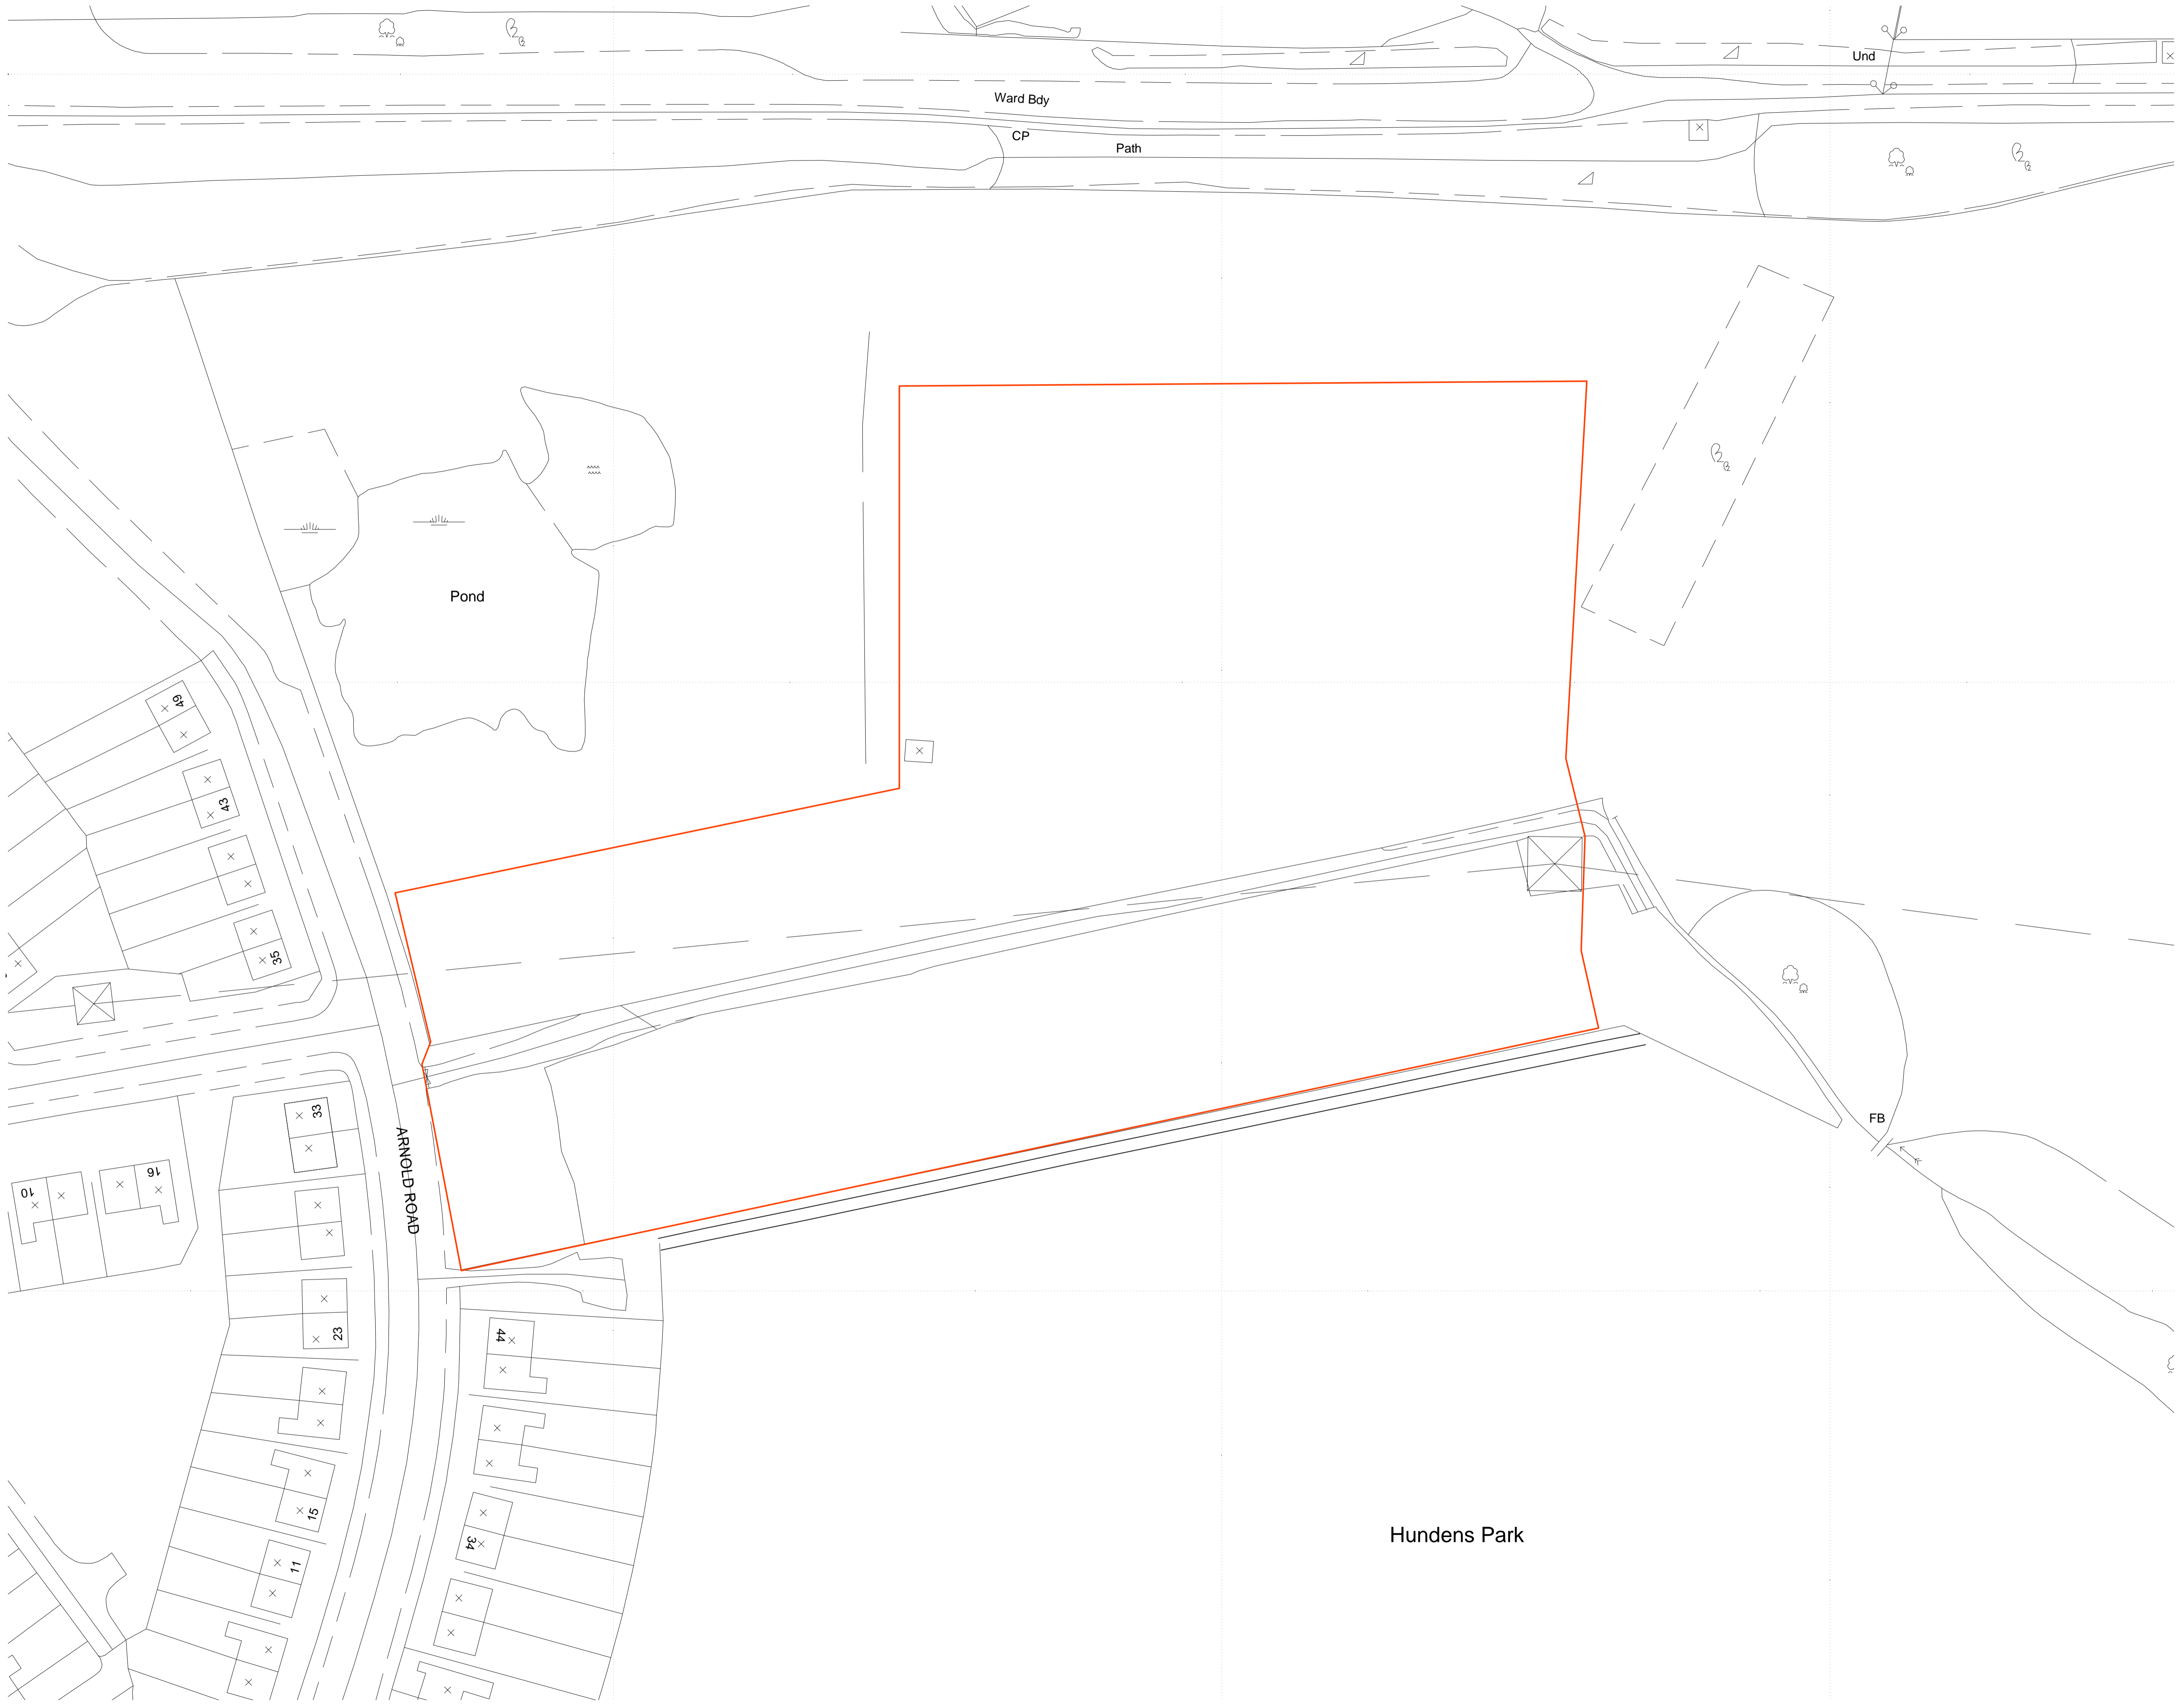 Und
Ward Bdy
CP
Path
Pond
49
43
35
33
ARNOLD ROAD
FB
16
10
23
44
15
34
11
Hundens Park